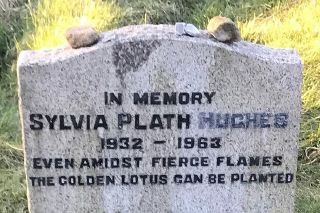 IN MEMORY
SYLVIA PLATH HUGHES
1932 – 1963
EVEN AMIDST FIERCE FLAMES
THE GOLDEN LOTUS CAN BE PLANTED